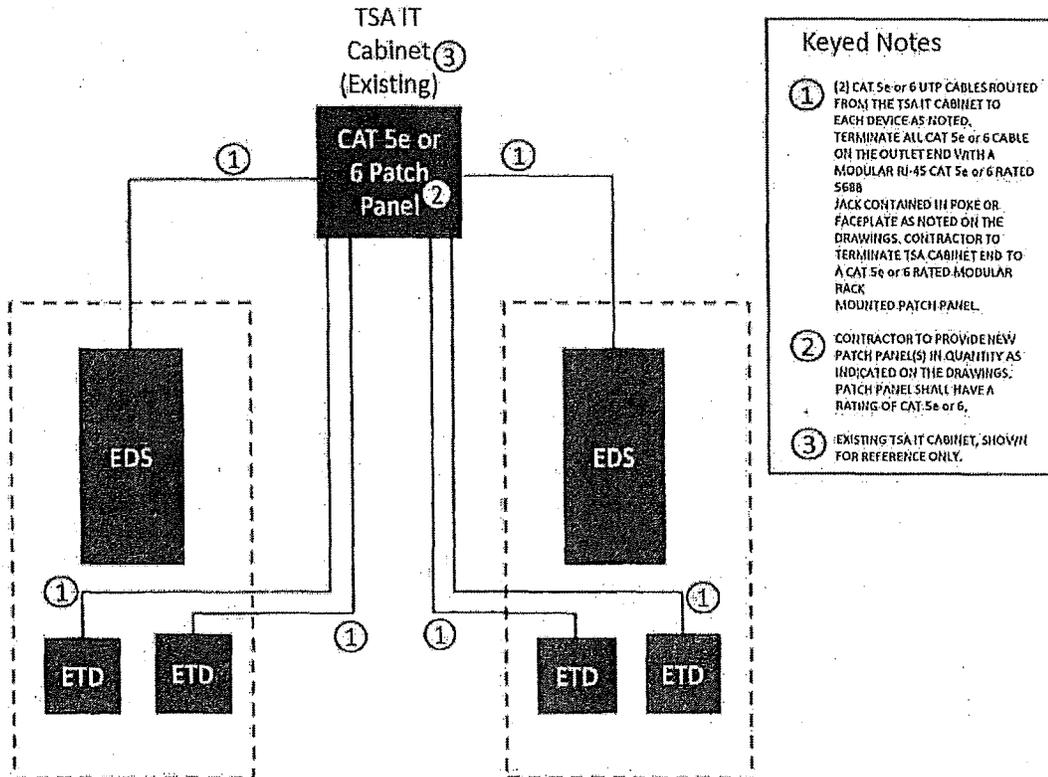 TSA IT
Cabinet ③
(Existing)
CAT 5e or
6 Patch
Panel ②
①
①
EDS
EDS
①
①
①
①
ETD
ETD
ETD
ETD
Keyed Notes
① (2) CAT 5e or 6 UTP CABLES ROUTED
FROM THE TSA IT CABINET TO
EACH DEVICE AS NOTED.
TERMINATE ALL CAT 5e or 6 CABLE
ON THE OUTLET END WITH A
MODULAR RJ-45 CAT 5e or 6 RATED
568B
JACK CONTAINED IN POKE OR
FACEPLATE AS NOTED ON THE
DRAWINGS. CONTRACTOR TO
TERMINATE TSA CABINET END TO
A CAT 5e or 6 RATED MODULAR
RACK
MOUNTED PATCH PANEL.
② CONTRACTOR TO PROVIDE NEW
PATCH PANEL(S) IN QUANTITY AS
INDICATED ON THE DRAWINGS.
PATCH PANEL SHALL HAVE A
RATING OF CAT 5e or 6.
③ EXISTING TSA IT CABINET, SHOWN
FOR REFERENCE ONLY.